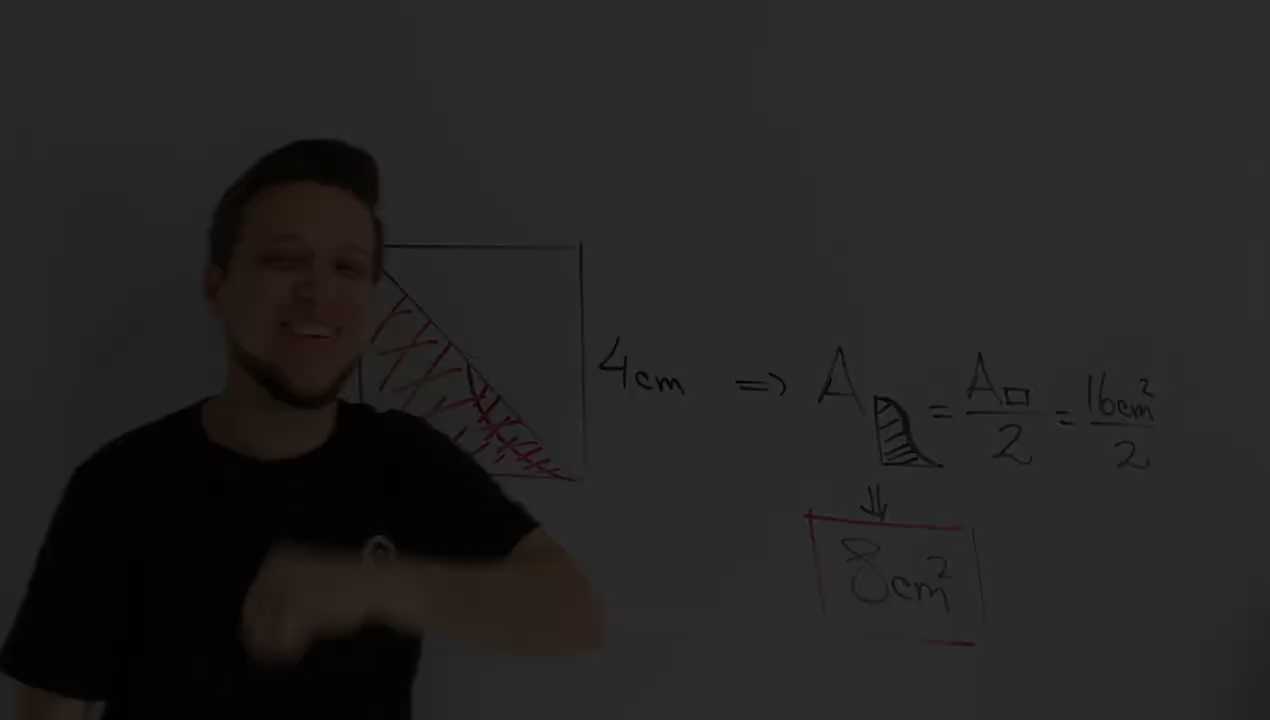 4cm => A = A□/2 = 16cm²/2
8cm²